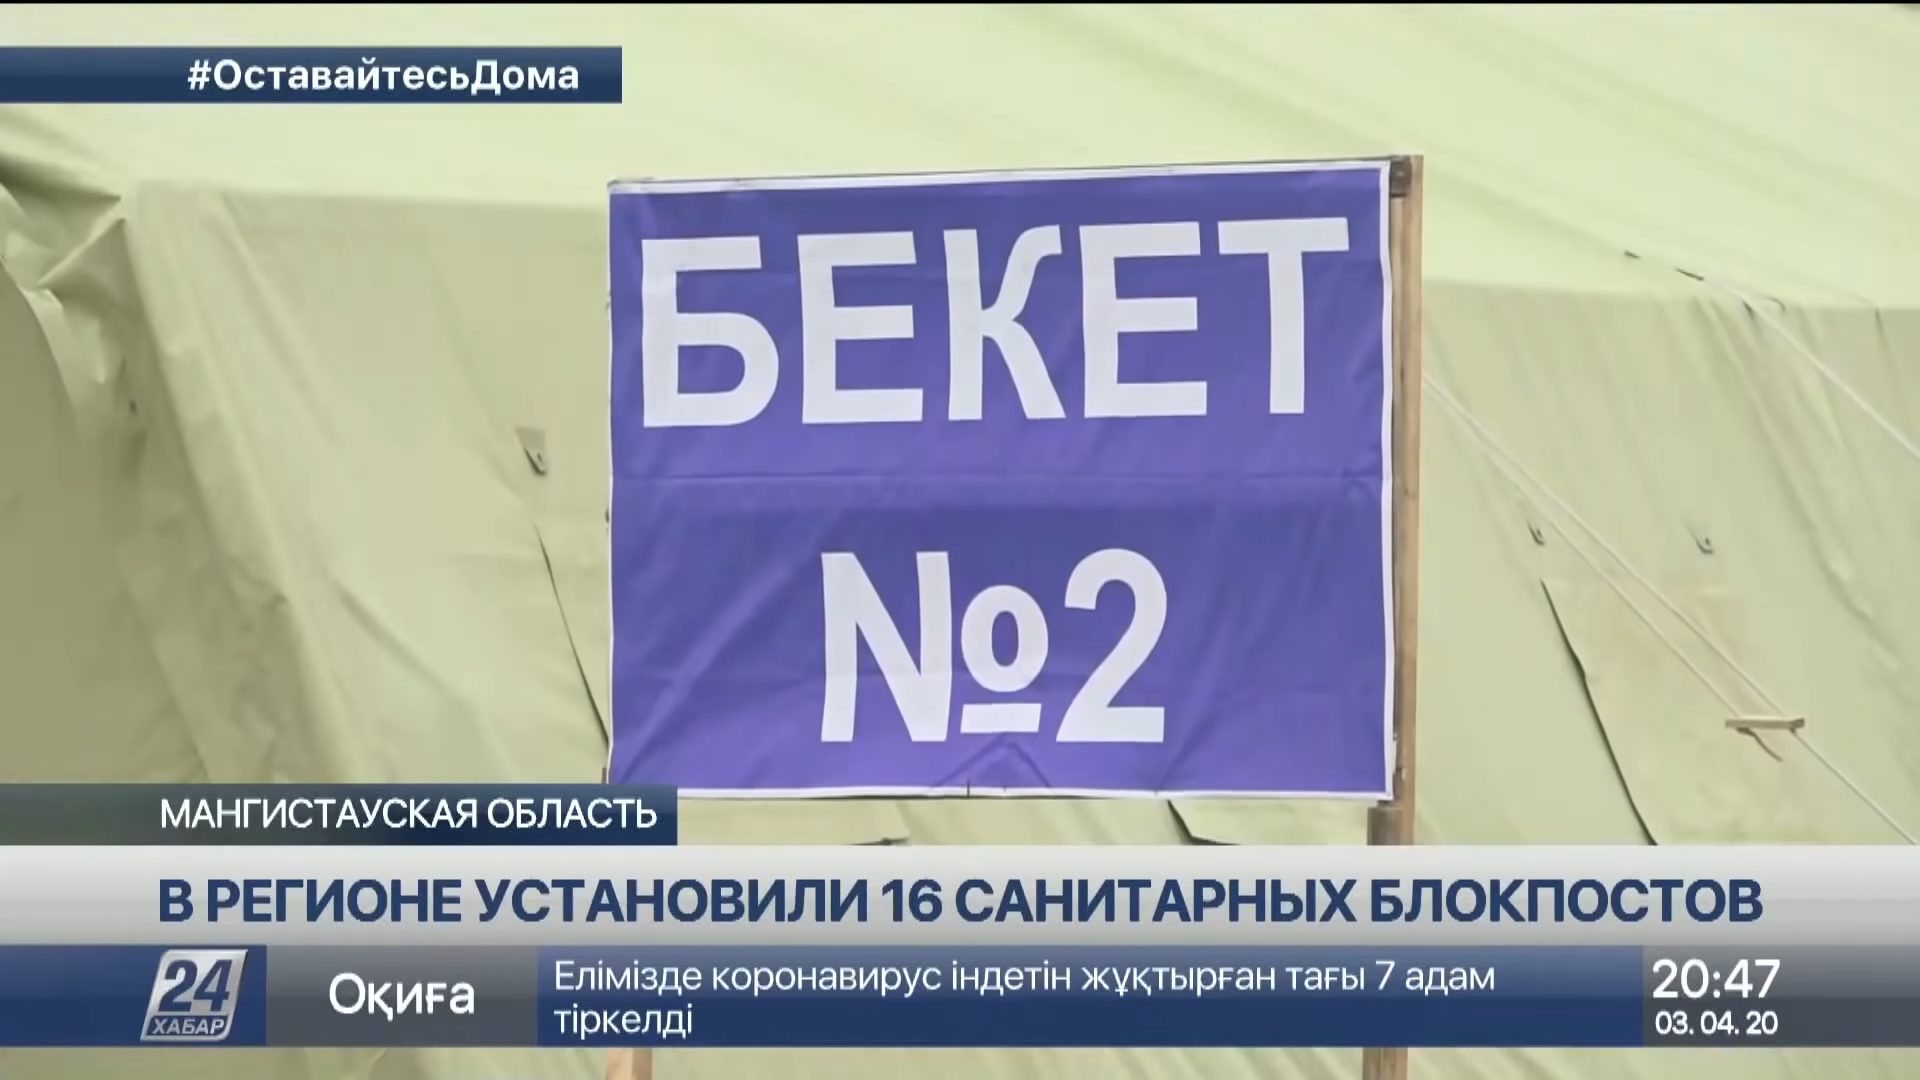 #ОставайтесьДома
БЕКЕТ
№2
МАНГИСТАУСКАЯ ОБЛАСТЬ
В РЕГИОНЕ УСТАНОВИЛИ 16 САНИТАРНЫХ БЛОКПОСТОВ
24
ХАБАР
Оқиға
Елімізде коронавирус індетін жұқтырған тағы 7 адам
тіркелді
20:47
03. 04. 20